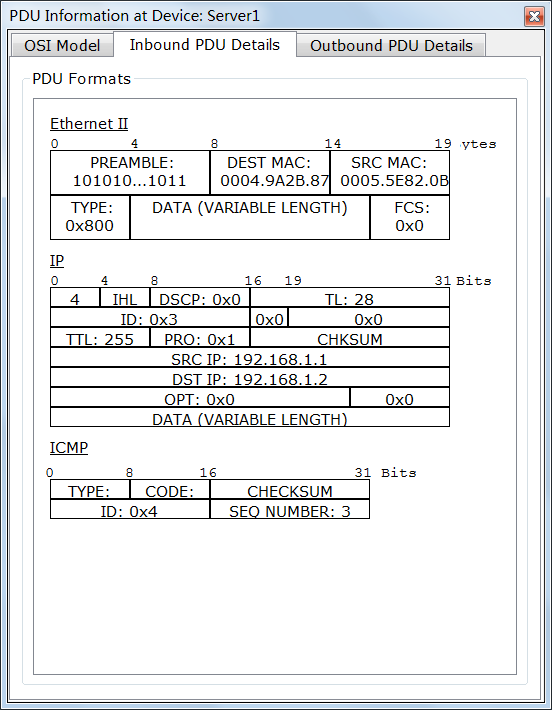 PDU Information at Device: Server1
OSI Model Inbound PDU Details Outbound PDU Details
PDU Formats
Ethernet II
0 4 8 14 19 ytes
PREAMBLE: DEST MAC: SRC MAC:
101010...1011 0004.9A2B.87 0005.5E82.0B
TYPE: DATA (VARIABLE LENGTH) FCS:
0x800 0x0
IP
0 4 8 16 19 31 Bits
4 IHL DSCP: 0x0 TL: 28
ID: 0x3 0x0 0x0
TTL: 255 PRO: 0x1 CHKSUM
SRC IP: 192.168.1.1
DST IP: 192.168.1.2
OPT: 0x0 0x0
DATA (VARIABLE LENGTH)
ICMP
0 8 16 31 Bits
TYPE: CODE: CHECKSUM
ID: 0x4 SEQ NUMBER: 3